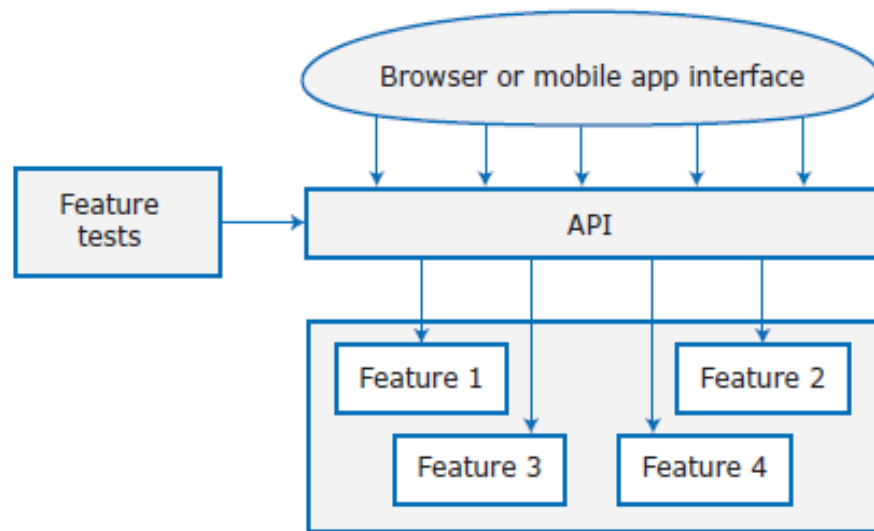 Browser or mobile app interface
Feature
tests
API
Feature 1
Feature 2
Feature 3
Feature 4